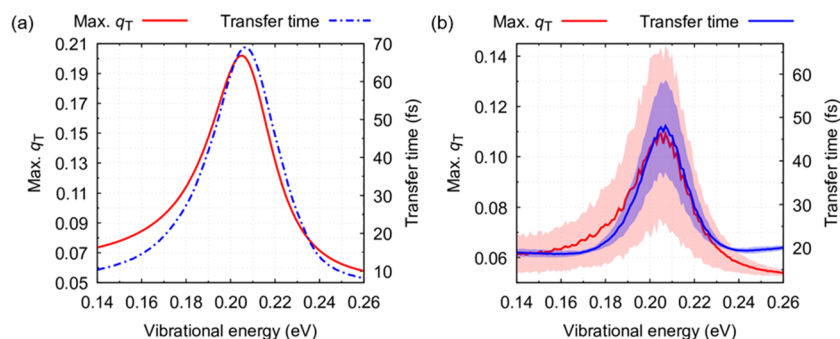 (a) Max. qT Transfer time
0.21
0.19
0.17
0.15
0.13
0.11
0.09
0.07
0.05
Max. qT
70
60
50
40
30
20
10
Transfer time (fs)
0.14 0.16 0.18 0.20 0.22 0.24 0.26
Vibrational energy (eV)
(b) Max. qT Transfer time
0.14
0.12
0.10
0.08
0.06
Max. qT
60
50
40
30
20
Transfer time (fs)
0.14 0.16 0.18 0.20 0.22 0.24 0.26
Vibrational energy (eV)